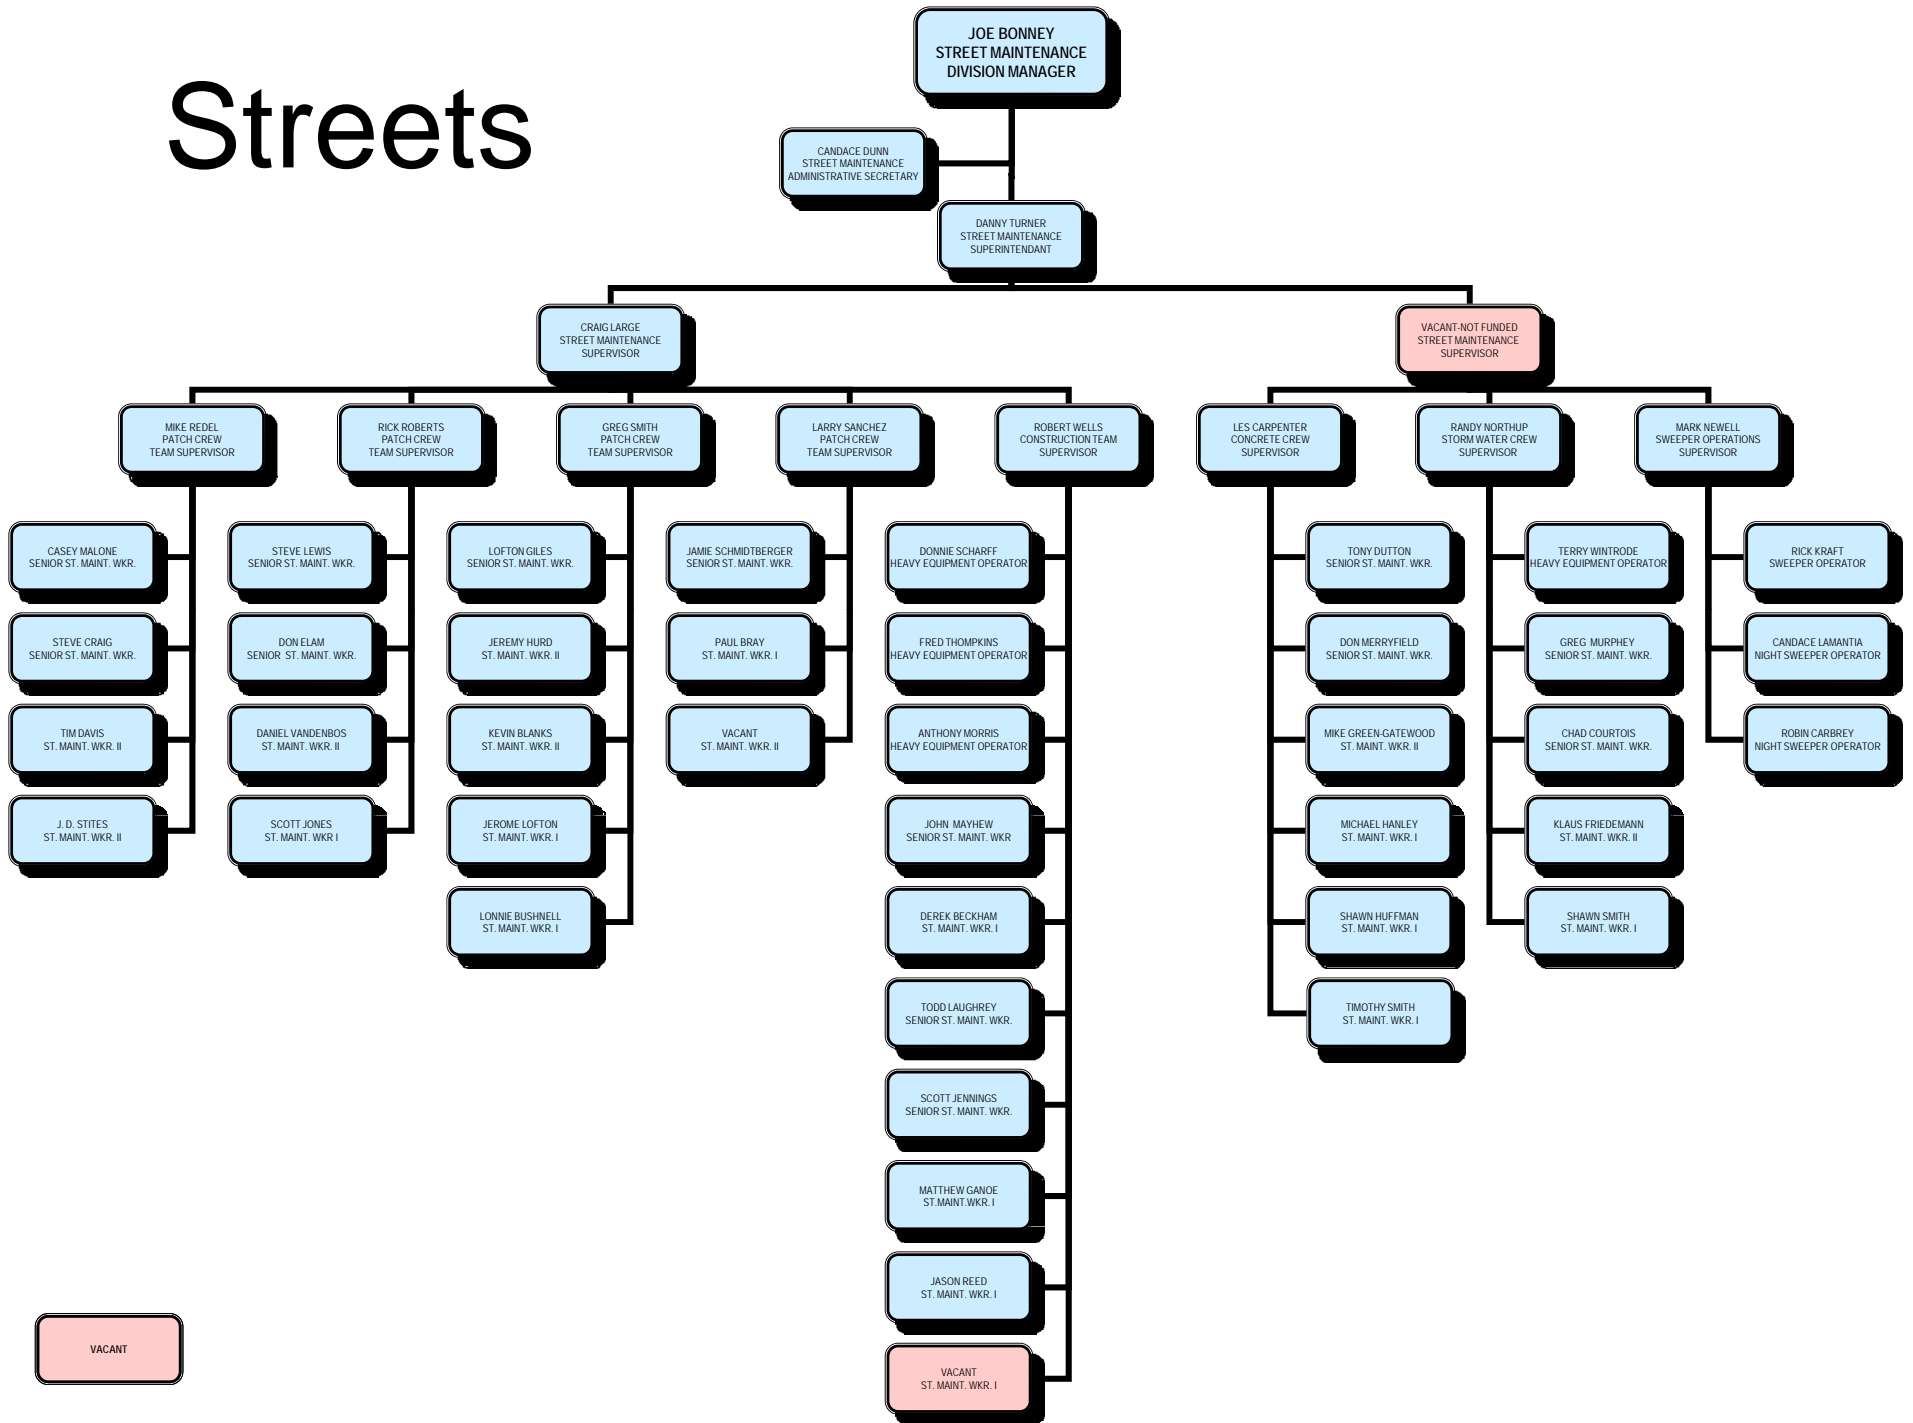 Streets
JOE BONNEY
STREET MAINTENANCE
DIVISION MANAGER
CANDACE DUNN
STREET MAINTENANCE
ADMINISTRATIVE SECRETARY
DANNY TURNER
STREET MAINTENANCE
SUPERINTENDANT
CRAIG LARGE
STREET MAINTENANCE
SUPERVISOR
VACANT-NOT FUNDED
STREET MAINTENANCE
SUPERVISOR
MIKE REDEL
PATCH CREW
TEAM SUPERVISOR
RICK ROBERTS
PATCH CREW
TEAM SUPERVISOR
GREG SMITH
PATCH CREW
TEAM SUPERVISOR
LARRY SANCHEZ
PATCH CREW
TEAM SUPERVISOR
ROBERT WELLS
CONSTRUCTION TEAM
SUPERVISOR
LES CARPENTER
CONCRETE CREW
SUPERVISOR
RANDY NORTHUP
STORM WATER CREW
SUPERVISOR
MARK NEWELL
SWEEPER OPERATIONS
SUPERVISOR
CASEY MALONE
SENIOR ST. MAINT. WKR.
STEVE LEWIS
SENIOR ST. MAINT. WKR.
LOFTON GILES
SENIOR ST. MAINT. WKR.
JAMIE SCHMIDTBERGER
SENIOR ST. MAINT. WKR.
DONNIE SCHARFF
HEAVY EQUIPMENT OPERATOR
TONY DUTTON
SENIOR ST. MAINT. WKR.
TERRY WINTRODE
HEAVY EQUIPMENT OPERATOR
RICK KRAFT
SWEEPER OPERATOR
STEVE CRAIG
SENIOR ST. MAINT. WKR.
DON ELAM
SENIOR ST. MAINT. WKR.
JEREMY HURD
ST. MAINT. WKR. II
PAUL BRAY
ST. MAINT. WKR. I
FRED THOMPKINS
HEAVY EQUIPMENT OPERATOR
DON MERRYFIELD
SENIOR ST. MAINT. WKR.
GREG MURPHEY
SENIOR ST. MAINT. WKR.
CANDACE LAMANTIA
NIGHT SWEEPER OPERATOR
TIM DAVIS
ST. MAINT. WKR. II
DANIEL VANDENBOS
ST. MAINT. WKR. II
KEVIN BLANKS
ST. MAINT. WKR. II
VACANT
ST. MAINT. WKR. II
ANTHONY MORRIS
HEAVY EQUIPMENT OPERATOR
MIKE GREEN-GATEWOOD
ST. MAINT. WKR. II
CHAD COURTOIS
SENIOR ST. MAINT. WKR.
ROBIN CARBREY
NIGHT SWEEPER OPERATOR
J. D. STITES
ST. MAINT. WKR. II
SCOTT JONES
ST. MAINT. WKR I
JEROME LOFTON
ST. MAINT. WKR. I
JOHN MAYHEW
SENIOR ST. MAINT. WKR
MICHAEL HANLEY
ST. MAINT. WKR. I
KLAUS FRIEDEMANN
ST. MAINT. WKR. II
LONNIE BUSHNELL
ST. MAINT. WKR. I
DEREK BECKHAM
ST. MAINT. WKR. I
SHAWN HUFFMAN
ST. MAINT. WKR. I
SHAWN SMITH
ST. MAINT. WKR. I
TODD LAUGHREY
SENIOR ST. MAINT. WKR.
TIMOTHY SMITH
ST. MAINT. WKR. I
SCOTT JENNINGS
SENIOR ST. MAINT. WKR.
MATTHEW GANOE
ST.MAINT.WKR. I
JASON REED
ST. MAINT. WKR. I
VACANT
VACANT
ST. MAINT. WKR. I